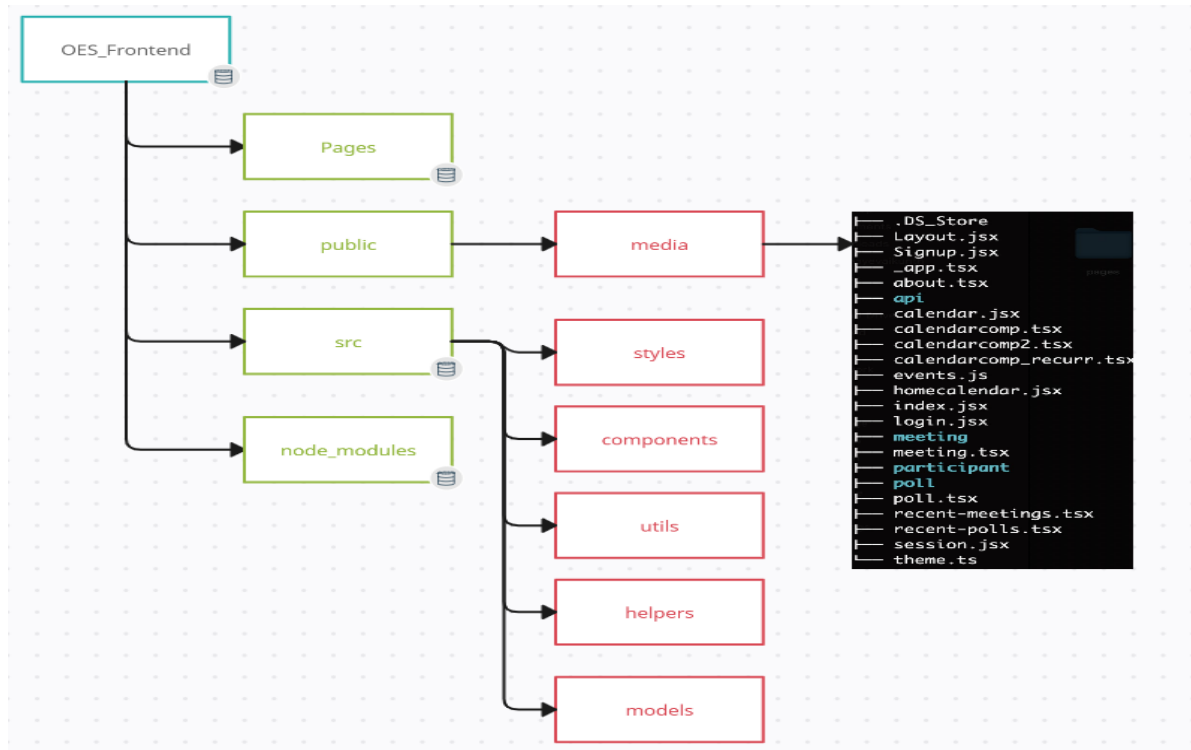 OES_Frontend
Pages
public
media
src
styles
components
node_modules
utils
helpers
models
├── .DS_Store
├── Layout.jsx
├── Signup.jsx
├── _app.tsx
├── about.tsx
├── api
├── calendar.jsx
├── calendarcomp.tsx
├── calendarcomp2.tsx
├── calendarcomp_recurr.tsx
├── events.js
├── homecalendar.jsx
├── index.jsx
├── login.jsx
├── meeting
├── meeting.tsx
├── participant
├── poll
├── poll.tsx
├── recent-meetings.tsx
├── recent-polls.tsx
├── session.jsx
└── theme.ts
pages